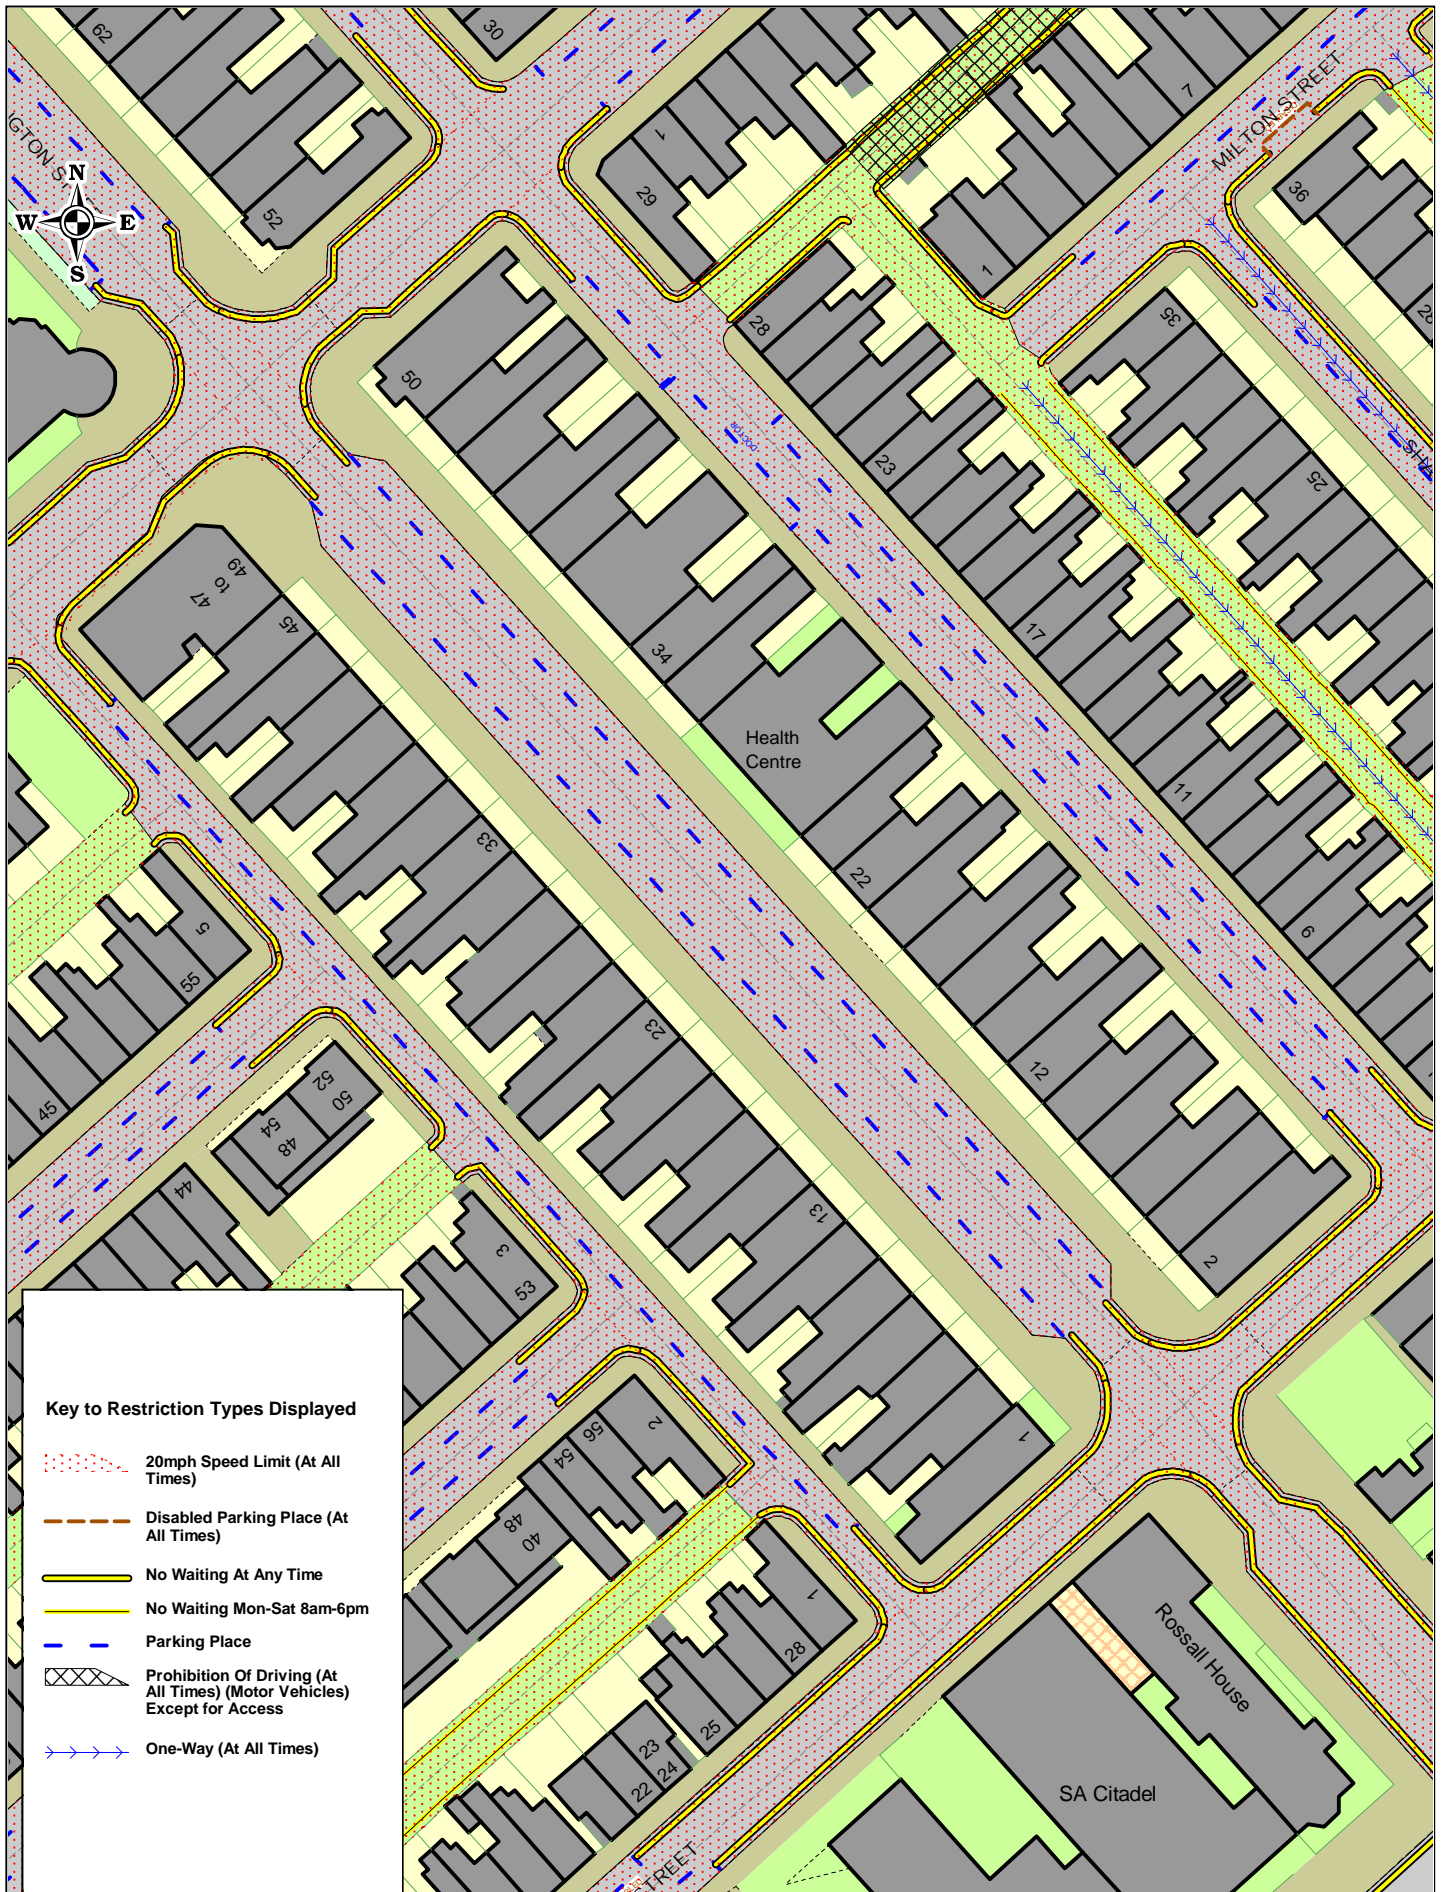 62
30
1
29
7
MILTON STREET
36
N
W
E
S
52
1
28
35
28
50
DOCTOR
23
25
49
to
47
45
17
34
Health
Centre
11
33
22
5
55
6
23
12
45
52
50
54
48
44
13
2
3
53
1
2
56
54
48
40
1
28
25
23
24
22
Rossall House
SA Citadel
STREET
Key to Restriction Types Displayed
20mph Speed Limit (At All
Times)
Disabled Parking Place (At
All Times)
No Waiting At Any Time
No Waiting Mon-Sat 8am-6pm
Parking Place
Prohibition Of Driving (At
All Times) (Motor Vehicles)
Except for Access
One-Way (At All Times)